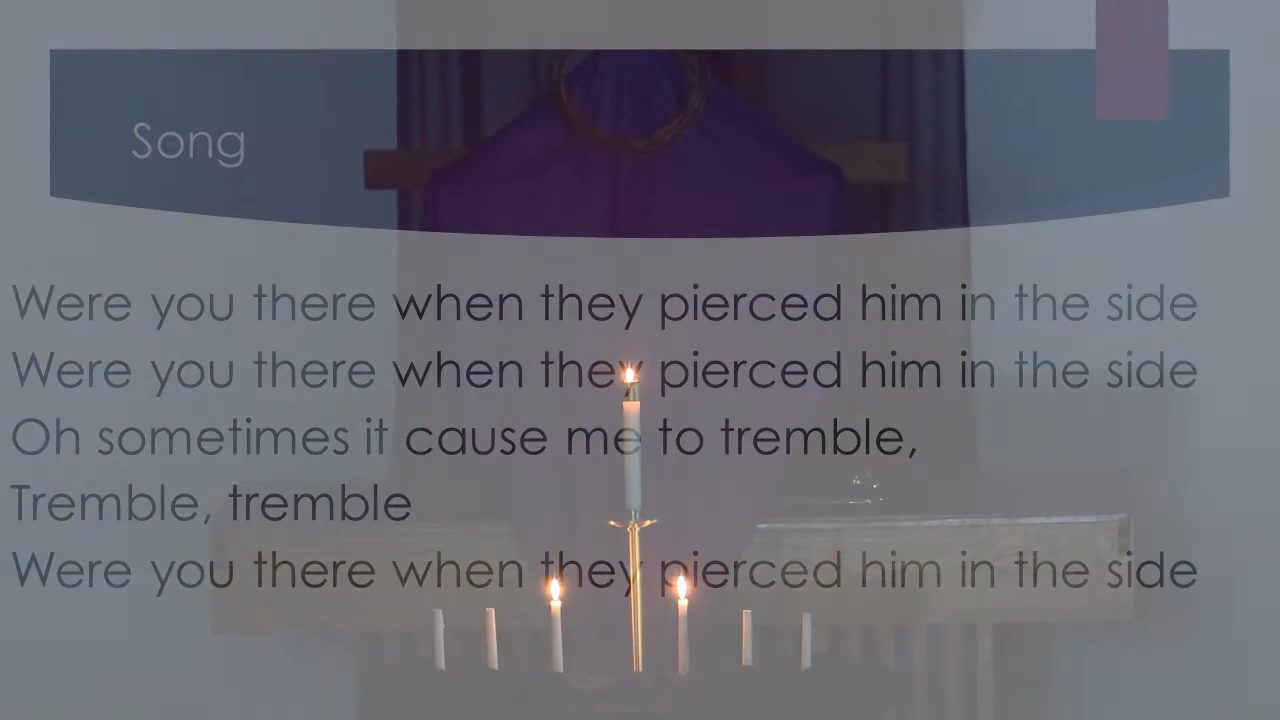 Song
Were you there when they pierced him in the side
Were you there when they pierced him in the side
Oh sometimes it cause me to tremble,
Tremble, tremble
Were you there when they pierced him in the side